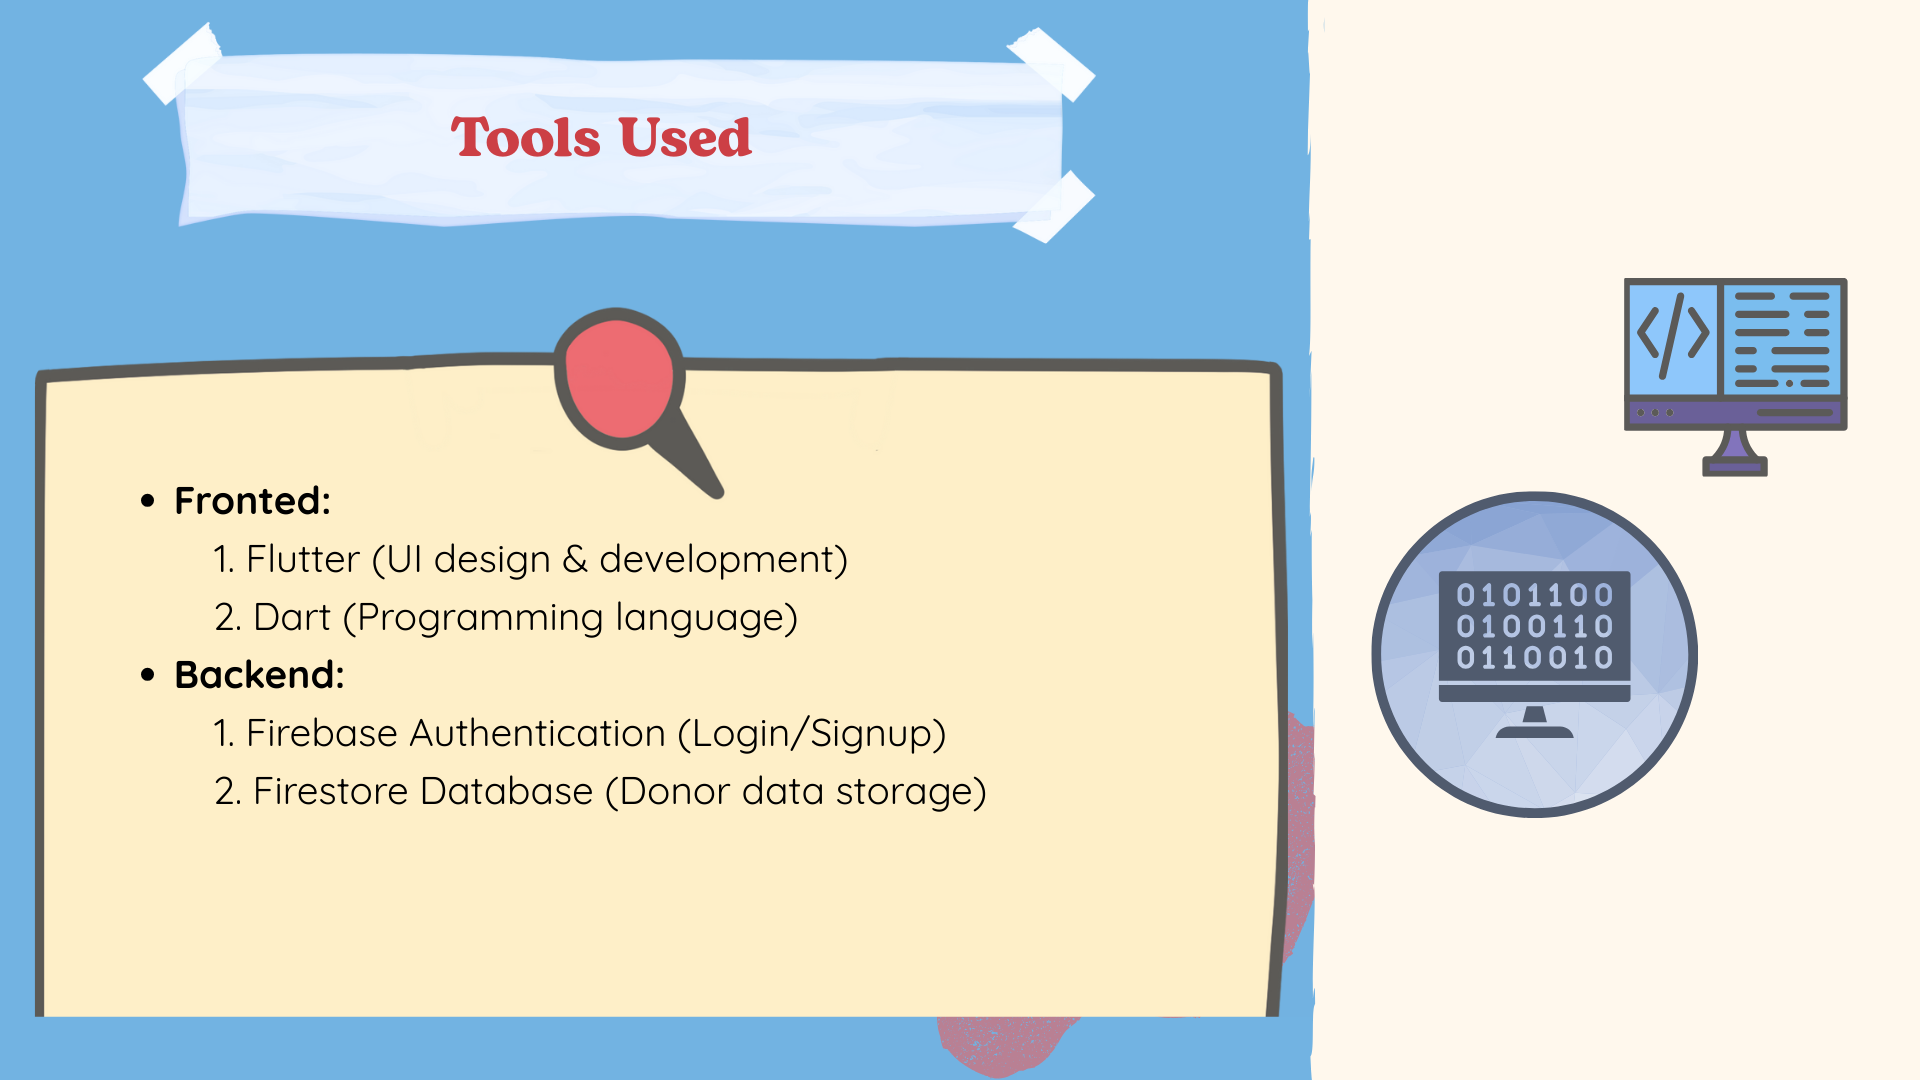 Tools Used
• Fronted:
1. Flutter (UI design & development)
2. Dart (Programming language)
• Backend:
1. Firebase Authentication (Login/Signup)
2. Firestore Database (Donor data storage)
</>
0101100
0100110
0110010